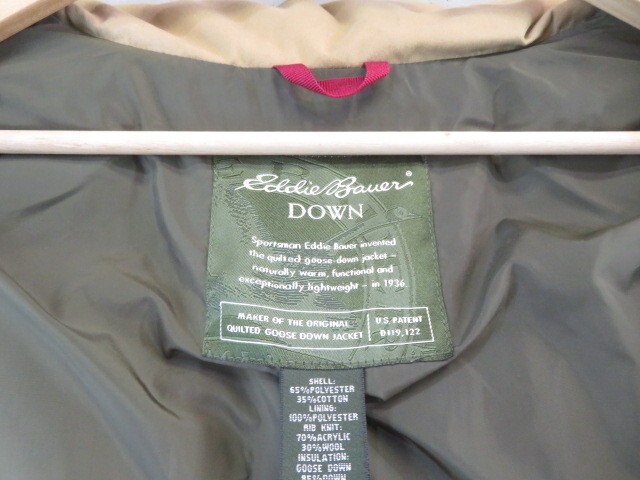 Eddie Bauer®
DOWN
Sportsman Eddie Bauer invented
the quilted goose-down jacket –
naturally warm, functional and
exceptionally lightweight – in 1936
MAKER OF THE ORIGINAL
QUILTED GOOSE DOWN JACKET
U.S. PATENT
D119,122
SHELL:
65%POLYESTER
35%COTTON
LINING:
100%POLYESTER
RIB KNIT:
70%ACRYLIC
30%WOOL
INSULATION:
GOOSE DOWN
85%DOWN